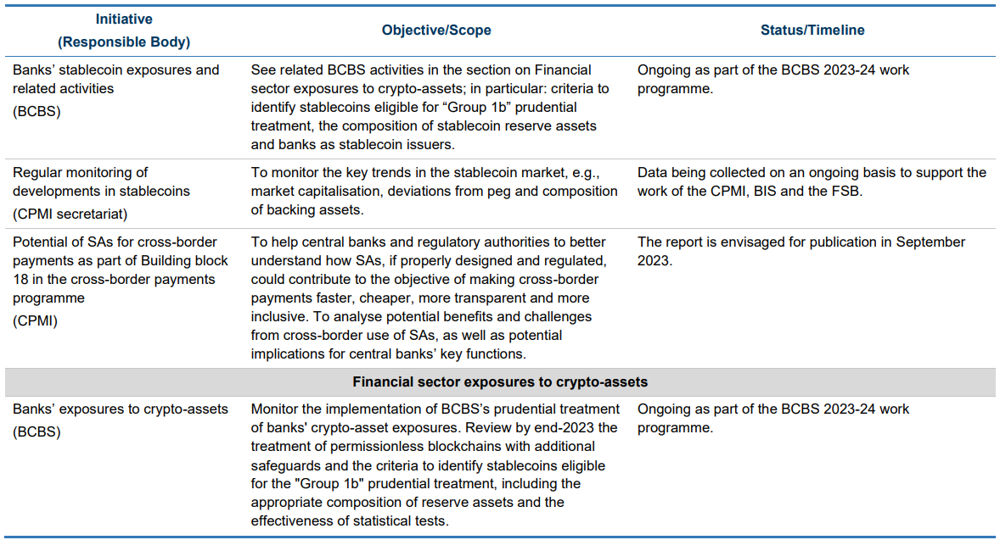 Initiative
(Responsible Body)
Objective/Scope
Status/Timeline
Banks’ stablecoin exposures and
related activities
(BCBS)
See related BCBS activities in the section on Financial
sector exposures to crypto-assets; in particular: criteria to
identify stablecoins eligible for “Group 1b” prudential
treatment, the composition of stablecoin reserve assets
and banks as stablecoin issuers.
Ongoing as part of the BCBS 2023-24 work
programme.
Regular monitoring of
developments in stablecoins
(CPMI secretariat)
To monitor the key trends in the stablecoin market, e.g.,
market capitalisation, deviations from peg and composition
of backing assets.
Data being collected on an ongoing basis to support the
work of the CPMI, BIS and the FSB.
Potential of SAs for cross-border
payments as part of Building block
18 in the cross-border payments
programme
(CPMI)
To help central banks and regulatory authorities to better
understand how SAs, if properly designed and regulated,
could contribute to the objective of making cross-border
payments faster, cheaper, more transparent and more
inclusive. To analyse potential benefits and challenges
from cross-border use of SAs, as well as potential
implications for central banks’ key functions.
The report is envisaged for publication in September
2023.
Financial sector exposures to crypto-assets
Banks’ exposures to crypto-assets
(BCBS)
Monitor the implementation of BCBS’s prudential treatment
of banks' crypto-asset exposures. Review by end-2023 the
treatment of permissionless blockchains with additional
safeguards and the criteria to identify stablecoins eligible
for the "Group 1b" prudential treatment, including the
appropriate composition of reserve assets and the
effectiveness of statistical tests.
Ongoing as part of the BCBS 2023-24 work
programme.